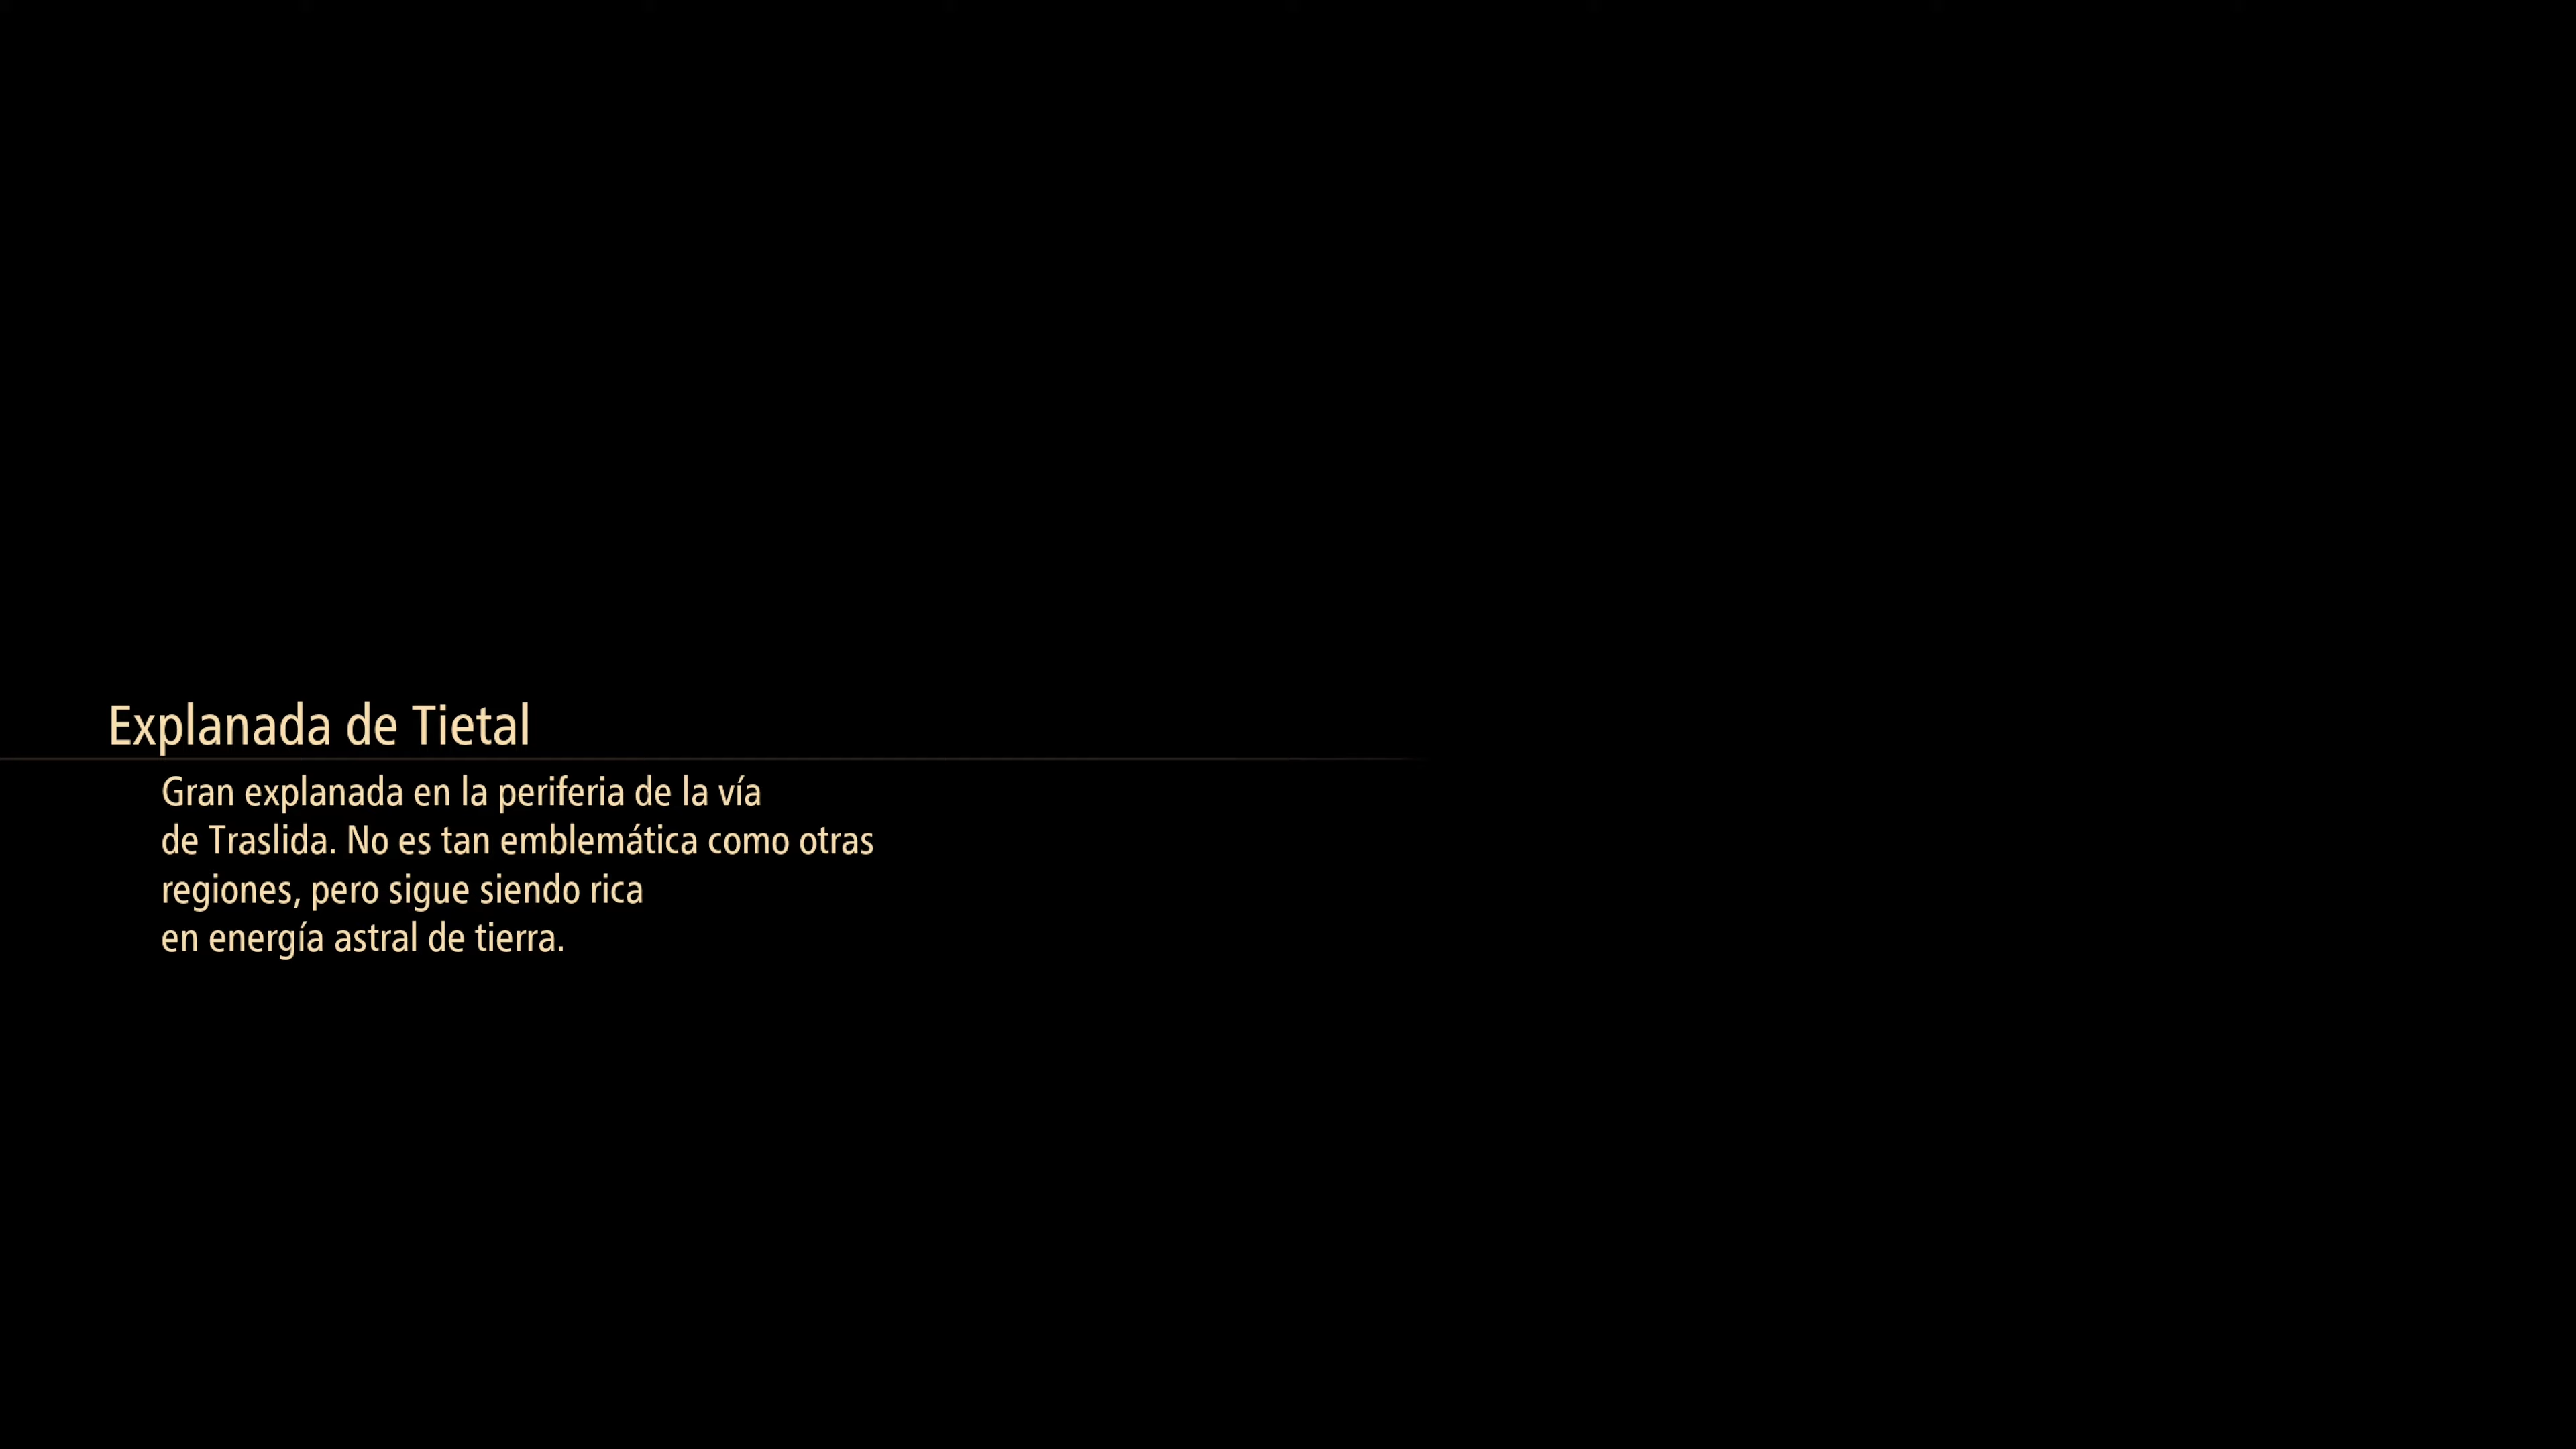 Explanada de Tietal
Gran explanada en la periferia de la vía
de Traslida. No es tan emblemática como otras
regiones, pero sigue siendo rica
en energía astral de tierra.